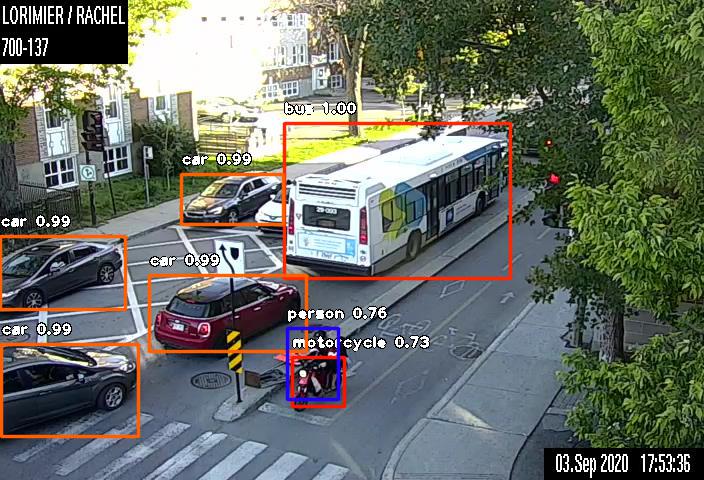 LORIMIER / RACHEL
700-137
bus 1.00
car 0.99
car 0.99
car 0.99
car 0.99
person 0.76
motorcycle 0.73
03.Sep 2020 17:53:36